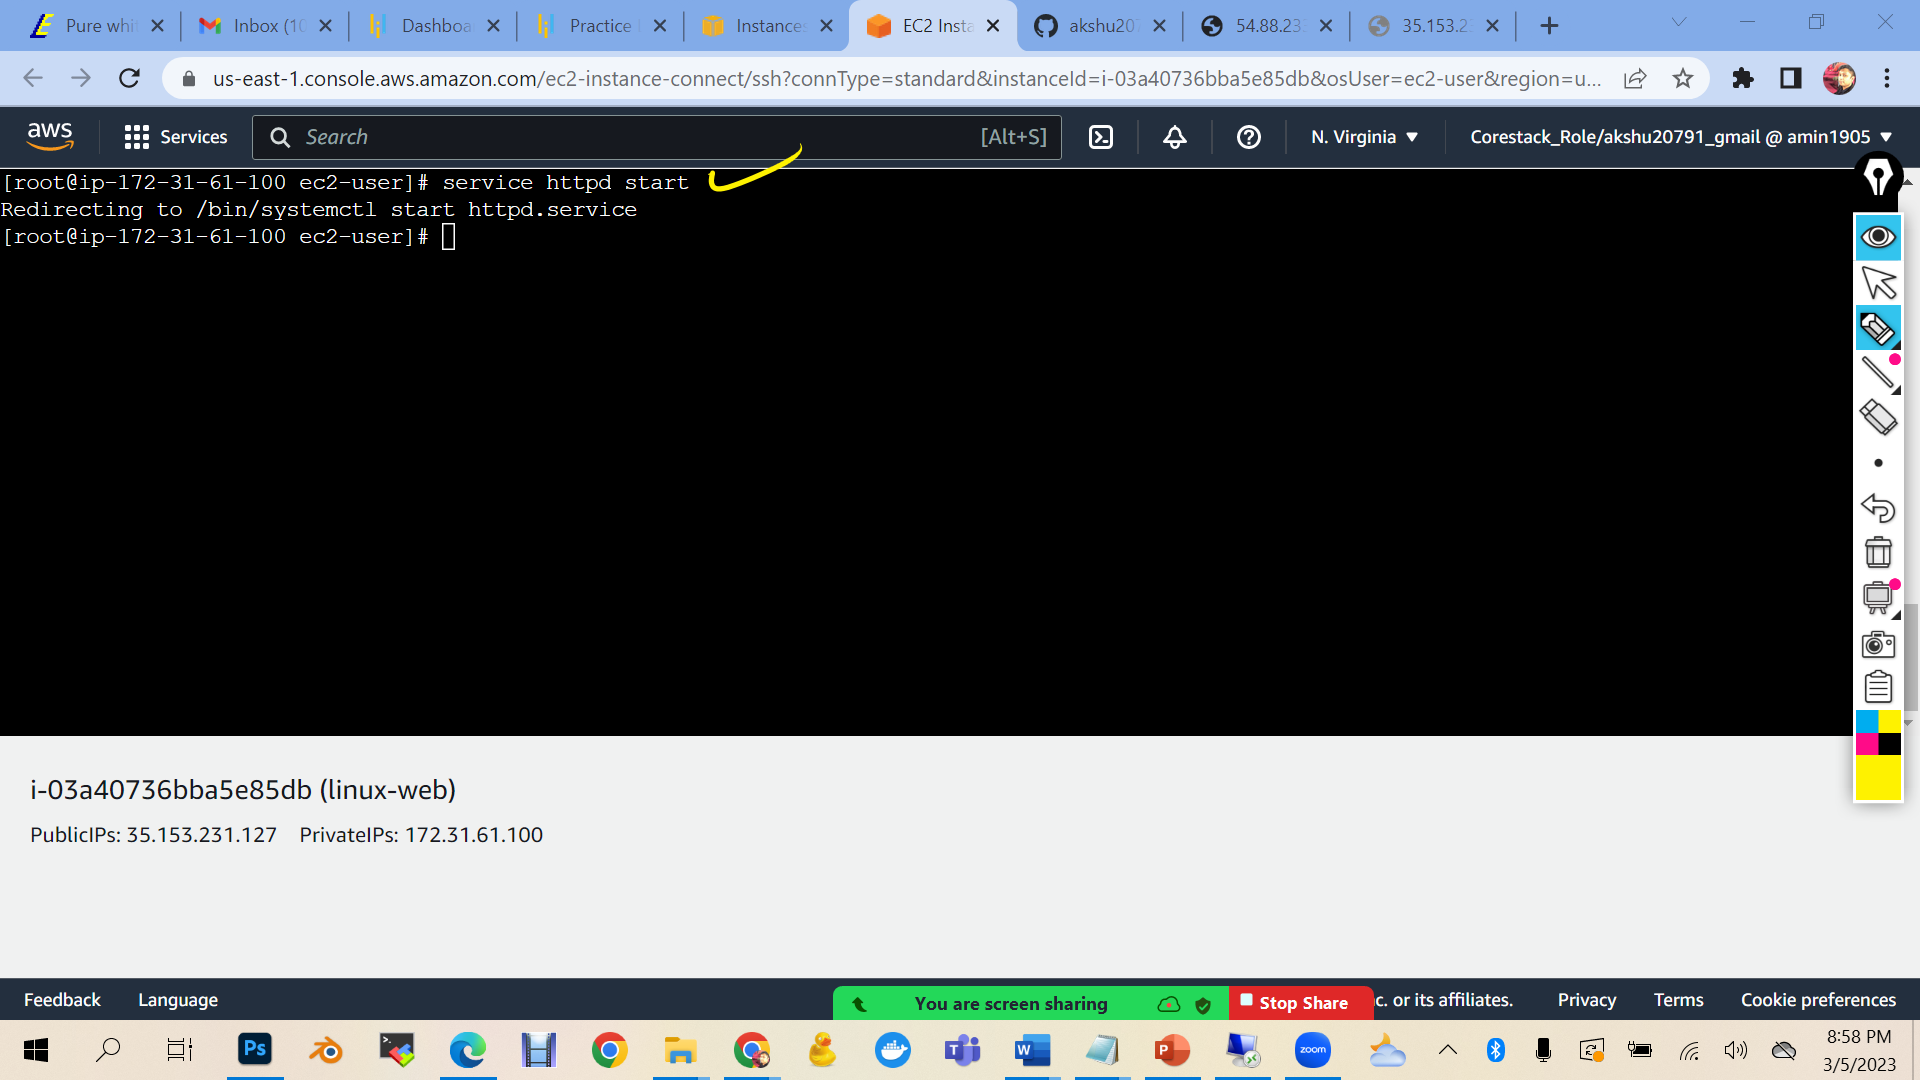 Pure whi
Inbox (10
Dashboa
Practice
Instances
EC2 Insta
akshu207
54.88.23
35.153.2
us-east-1.console.aws.amazon.com/ec2-instance-connect/ssh?connType=standard&instanceId=i-03a40736bba5e85db&osUser=ec2-user&region=u...
aws
Services
Search
[Alt+S]
N. Virginia
Corestack_Role/akshu20791_gmail @ amin1905
[root@ip-172-31-61-100 ec2-user]# service httpd start
Redirecting to /bin/systemctl start httpd.service
[root@ip-172-31-61-100 ec2-user]#
i-03a40736bba5e85db (linux-web)
PublicIPs: 35.153.231.127 PrivateIPs: 172.31.61.100
Feedback
Language
You are screen sharing
Stop Share
c. or its affiliates.
Privacy
Terms
Cookie preferences
Ps
W
P
zoom
8:58 PM
3/5/2023